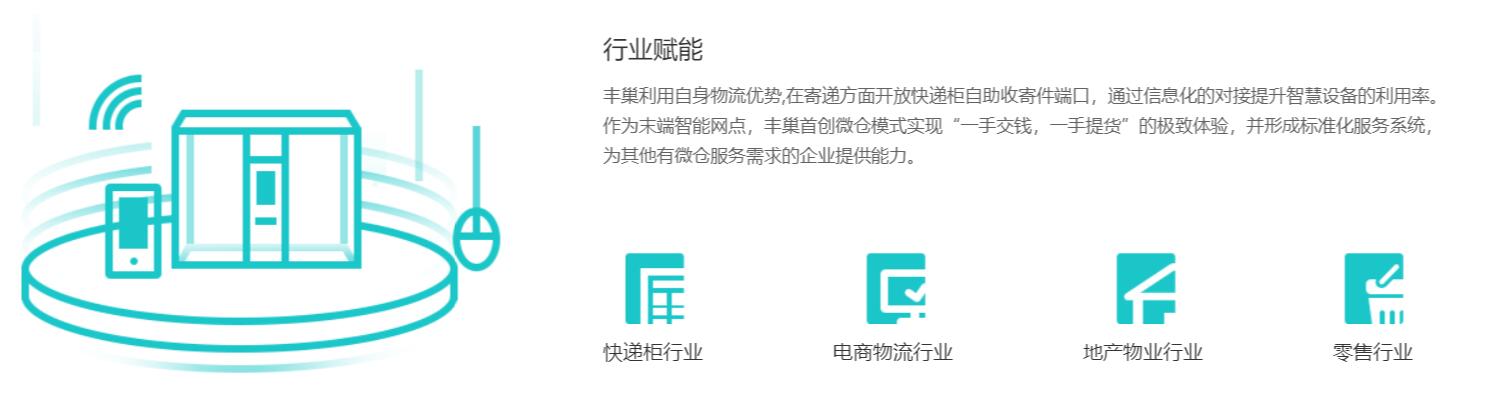 行业赋能
丰巢利用自身物流优势,在寄递方面开放快递柜自助收寄件端口，通过信息化的对接提升智慧设备的利用率。
作为末端智能网点，丰巢首创微仓模式实现“一手交钱，一手提货”的极致体验，并形成标准化服务系统，
为其他有微仓服务需求的企业提供能力。
快递柜行业
电商物流行业
地产物业行业
零售行业